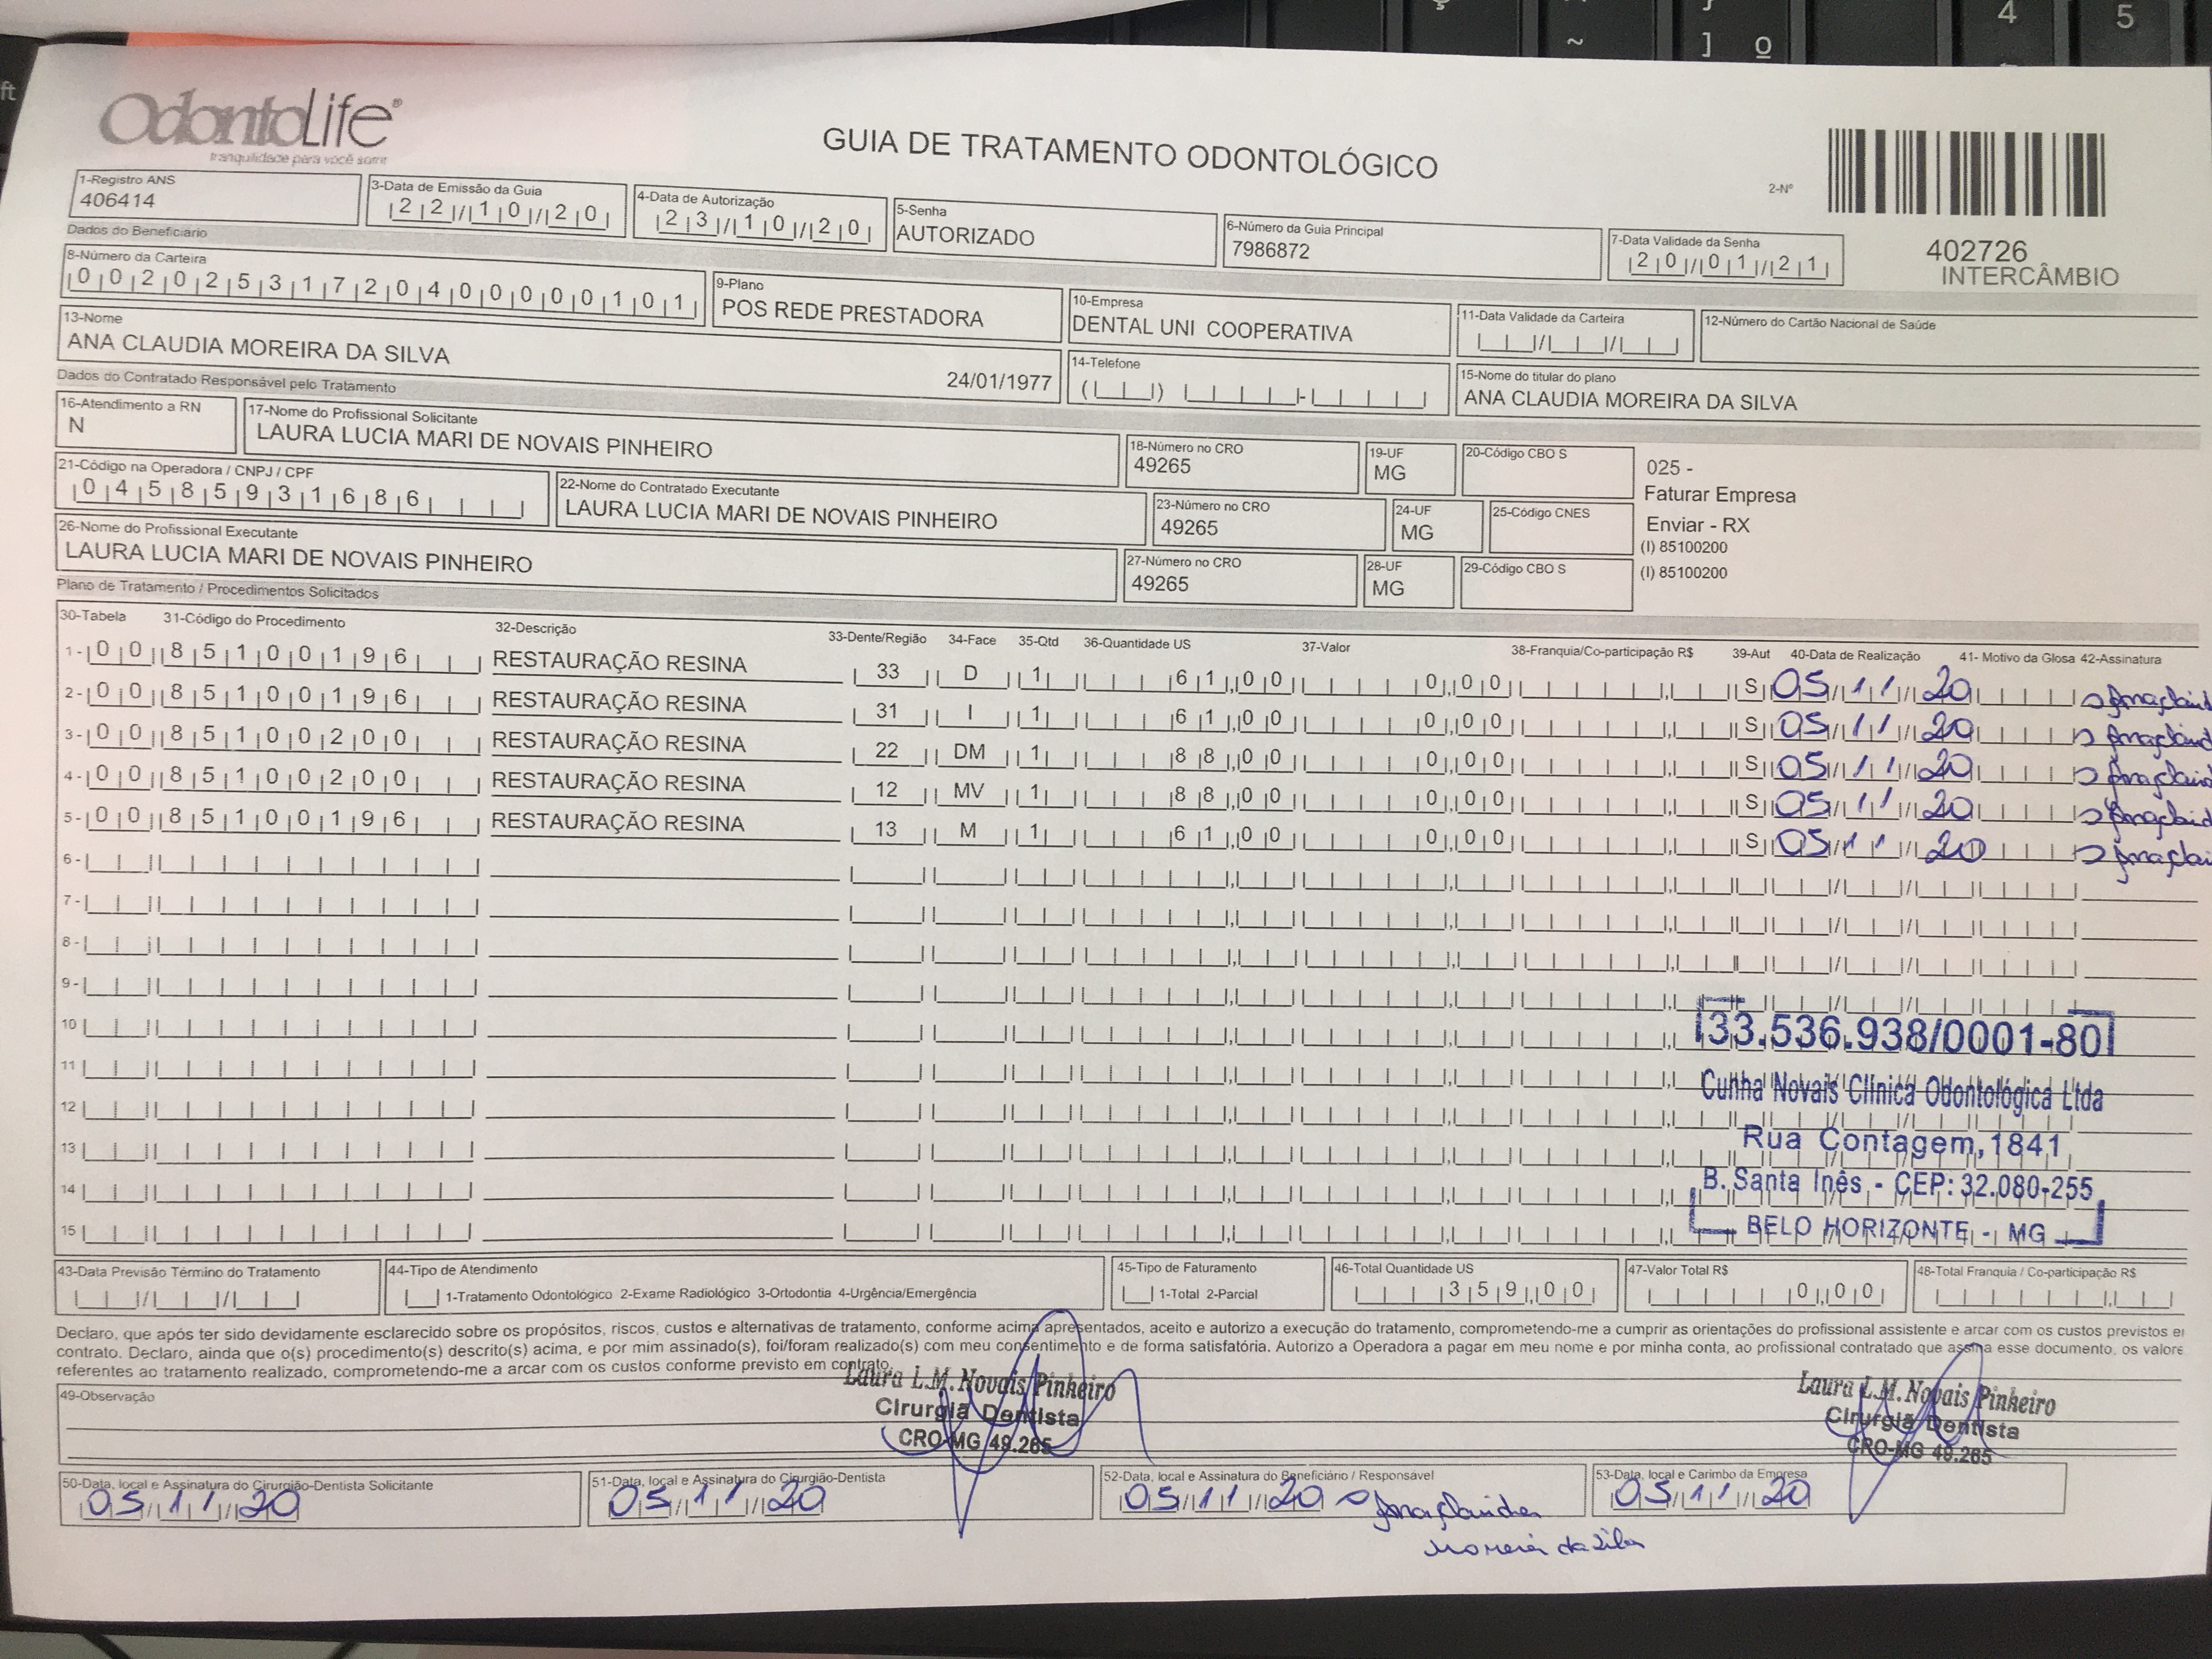 OdontoLife®
tranquilidade para você sorrir
GUIA DE TRATAMENTO ODONTOLÓGICO
2-Nº
402726
INTERCÂMBIO
1-Registro ANS
406414
3-Data de Emissão da Guia
22/10/20
4-Data de Autorização
23/10/20
5-Senha
AUTORIZADO
6-Número da Guia Principal
7986872
7-Data Validade da Senha
20/01/21
Dados do Beneficiário
8-Número da Carteira
00202531720400000101
9-Plano
POS REDE PRESTADORA
10-Empresa
DENTAL UNI COOPERATIVA
11-Data Validade da Carteira
12-Número do Cartão Nacional de Saúde
13-Nome
ANA CLAUDIA MOREIRA DA SILVA
24/01/1977
14-Telefone
15-Nome do titular do plano
ANA CLAUDIA MOREIRA DA SILVA
Dados do Contratado Responsável pelo Tratamento
16-Atendimento a RN
N
17-Nome do Profissional Solicitante
LAURA LUCIA MARI DE NOVAIS PINHEIRO
18-Número no CRO
49265
19-UF
MG
20-Código CBO S
025 -
Faturar Empresa
Enviar - RX
(I) 85100200
(I) 85100200
21-Código na Operadora / CNPJ / CPF
04585931686
22-Nome do Contratado Executante
LAURA LUCIA MARI DE NOVAIS PINHEIRO
23-Número no CRO
49265
24-UF
MG
25-Código CNES
26-Nome do Profissional Executante
LAURA LUCIA MARI DE NOVAIS PINHEIRO
27-Número no CRO
49265
28-UF
MG
29-Código CBO S
Plano de Tratamento / Procedimentos Solicitados
30-Tabela 31-Código do Procedimento 32-Descrição 33-Dente/Região 34-Face 35-Qtd 36-Quantidade US 37-Valor 38-Franquia/Co-participação R$ 39-Aut 40-Data de Realização 41- Motivo da Glosa 42-Assinatura
1- 00 85100196 RESTAURAÇÃO RESINA 33 D 1 61,00 0,00 S 05/11/20
2- 00 85100196 RESTAURAÇÃO RESINA 31 I 1 61,00 0,00 S 05/11/20
3- 00 85100200 RESTAURAÇÃO RESINA 22 DM 1 88,00 0,00 S 05/11/20
4- 00 85100200 RESTAURAÇÃO RESINA 12 MV 1 88,00 0,00 S 05/11/20
5- 00 85100196 RESTAURAÇÃO RESINA 13 M 1 61,00 0,00 S 05/11/20
6-
7-
8-
9-
10
11
12
13
14
15
33.536.938/0001-80
Cunha Novais Clínica Odontológica Ltda
Rua Contagem, 1841
B. Santa Inês - CEP: 32.080-255
BELO HORIZONTE - MG
43-Data Previsão Término do Tratamento
44-Tipo de Atendimento
1-Tratamento Odontológico 2-Exame Radiológico 3-Ortodontia 4-Urgência/Emergência
45-Tipo de Faturamento
1-Total 2-Parcial
46-Total Quantidade US
359,00
47-Valor Total R$
0,00
48-Total Franquia / Co-participação R$
Declaro, que após ter sido devidamente esclarecido sobre os propósitos, riscos, custos e alternativas de tratamento, conforme acima apresentados, aceito e autorizo a execução do tratamento, comprometendo-me a cumprir as orientações do profissional assistente e arcar com os custos previstos
contrato. Declaro, ainda que o(s) procedimento(s) descrito(s) acima, e por mim assinado(s), foi/foram realizado(s) com meu consentimento e de forma satisfatória. Autorizo a Operadora a pagar em meu nome e por minha conta, ao profissional contratado que assina esse documento, os valore
referentes ao tratamento realizado, comprometendo-me a arcar com os custos conforme previsto em contrato.
49-Observação
Laura L.M. Novais Pinheiro
Cirurgiã Dentista
CRO-MG 49.265
Laura L.M. Novais Pinheiro
Cirurgiã Dentista
CRO-MG 49.265
50-Data, local e Assinatura do Cirurgião-Dentista Solicitante
05/11/20
51-Data, local e Assinatura do Cirurgião-Dentista
05/11/20
52-Data, local e Assinatura do Beneficiário / Responsável
05/11/20 Ana Claudia
Moreira da Silva
53-Data, local e Carimbo da Empresa
05/11/20